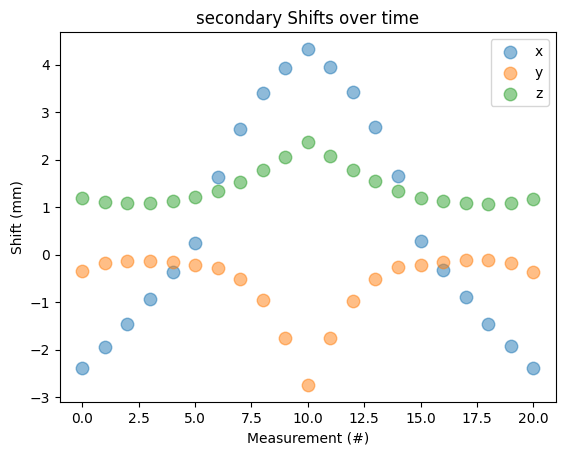 secondary Shifts over time
x
y
z
Shift (mm)
4
3
2
1
0
−1
−2
−3
0.0 2.5 5.0 7.5 10.0 12.5 15.0 17.5 20.0
Measurement (#)